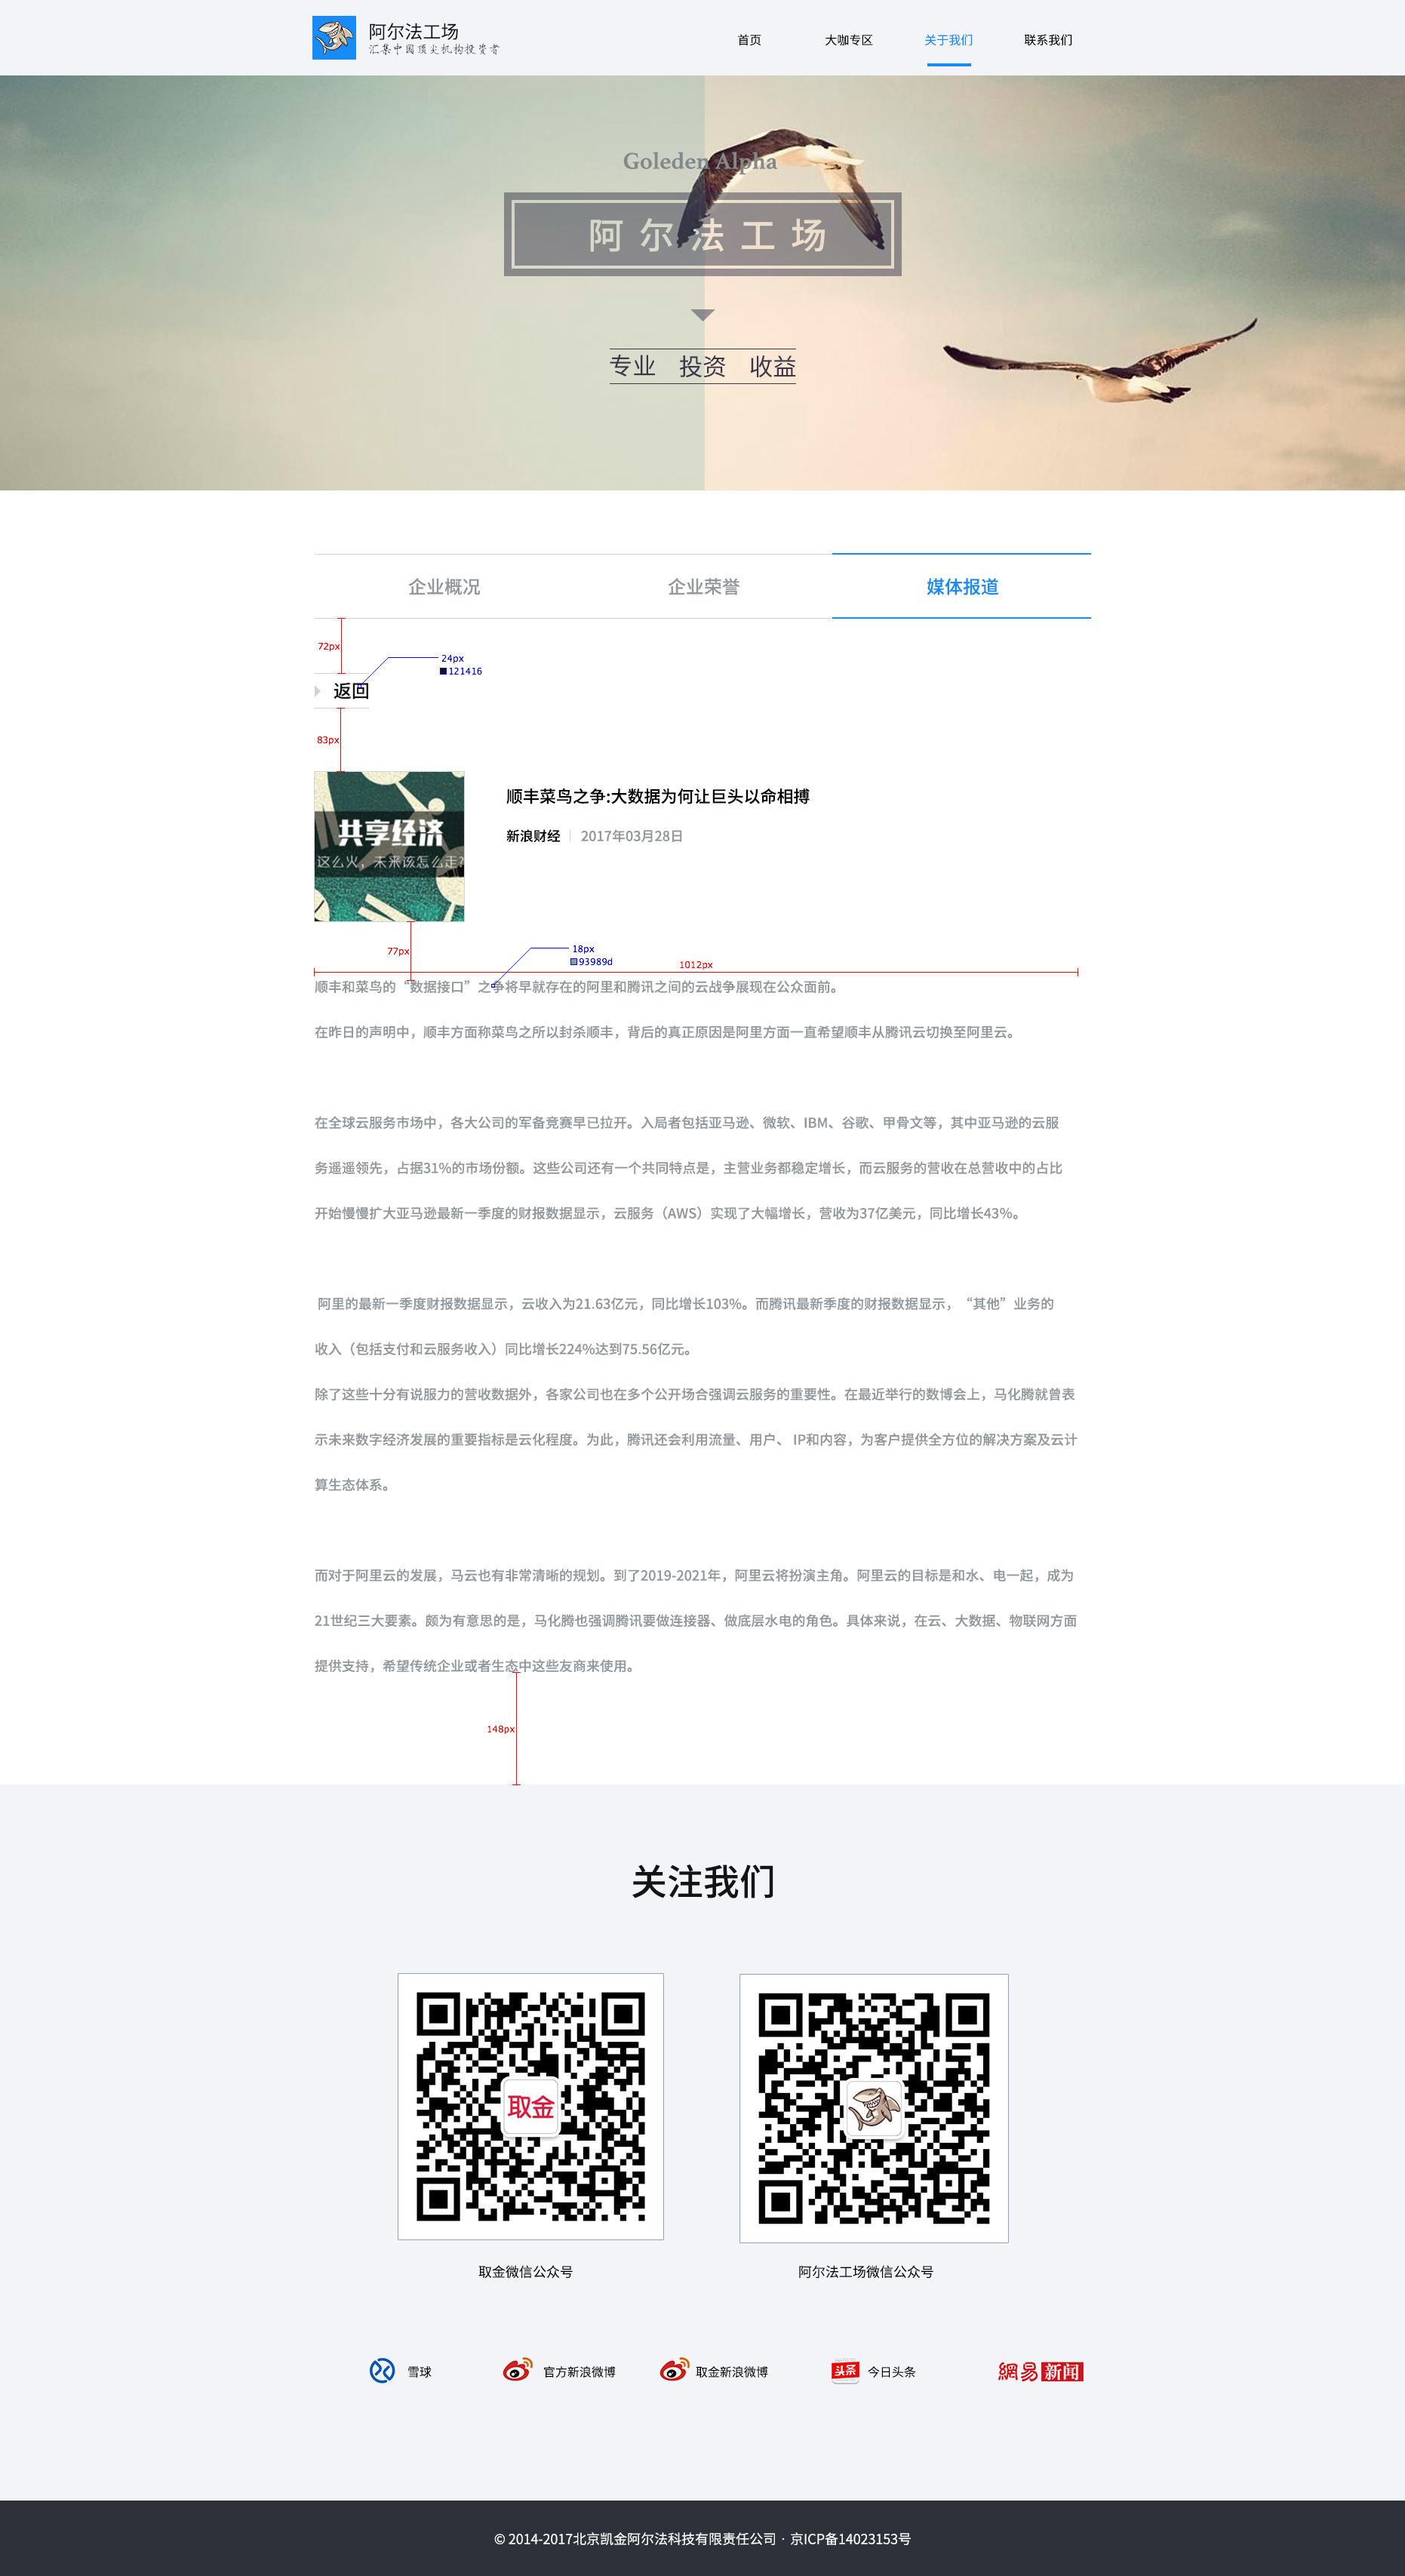 阿尔法工场
汇集中国顶尖机构投资者
首页 大咖专区 关于我们 联系我们
Goleden Alpha
阿尔法工场
专业 投资 收益
企业概况 企业荣誉 媒体报道
72px
24px
121416
返回
83px
共享经济
这么火，未来该怎么走?
顺丰菜鸟之争:大数据为何让巨头以命相搏
新浪财经 2017年03月28日
77px
18px
93989d
1012px
顺丰和菜鸟的“数据接口”之争将早就存在的阿里和腾讯之间的云战争展现在公众面前。
在昨日的声明中，顺丰方面称菜鸟之所以封杀顺丰，背后的真正原因是阿里方面一直希望顺丰从腾讯云切换至阿里云。
在全球云服务市场中，各大公司的军备竞赛早已拉开。入局者包括亚马逊、微软、IBM、谷歌、甲骨文等，其中亚马逊的云服
务遥遥领先，占据31%的市场份额。这些公司还有一个共同特点是，主营业务都稳定增长，而云服务的营收在总营收中的占比
开始慢慢扩大亚马逊最新一季度的财报数据显示，云服务（AWS）实现了大幅增长，营收为37亿美元，同比增长43%。
阿里的最新一季度财报数据显示，云收入为21.63亿元，同比增长103%。而腾讯最新季度的财报数据显示，“其他”业务的
收入（包括支付和云服务收入）同比增长224%达到75.56亿元。
除了这些十分有说服力的营收数据外，各家公司也在多个公开场合强调云服务的重要性。在最近举行的数博会上，马化腾就曾表
示未来数字经济发展的重要指标是云化程度。为此，腾讯还会利用流量、用户、 IP和内容，为客户提供全方位的解决方案及云计
算生态体系。
而对于阿里云的发展，马云也有非常清晰的规划。到了2019-2021年，阿里云将扮演主角。阿里云的目标是和水、电一起，成为
21世纪三大要素。颇为有意思的是，马化腾也强调腾讯要做连接器、做底层水电的角色。具体来说，在云、大数据、物联网方面
提供支持，希望传统企业或者生态中这些友商来使用。
148px
关注我们
取金
取金微信公众号 阿尔法工场微信公众号
雪球 官方新浪微博 取金新浪微博 头条 今日头条 網易新闻
© 2014-2017北京凯金阿尔法科技有限责任公司 · 京ICP备14023153号